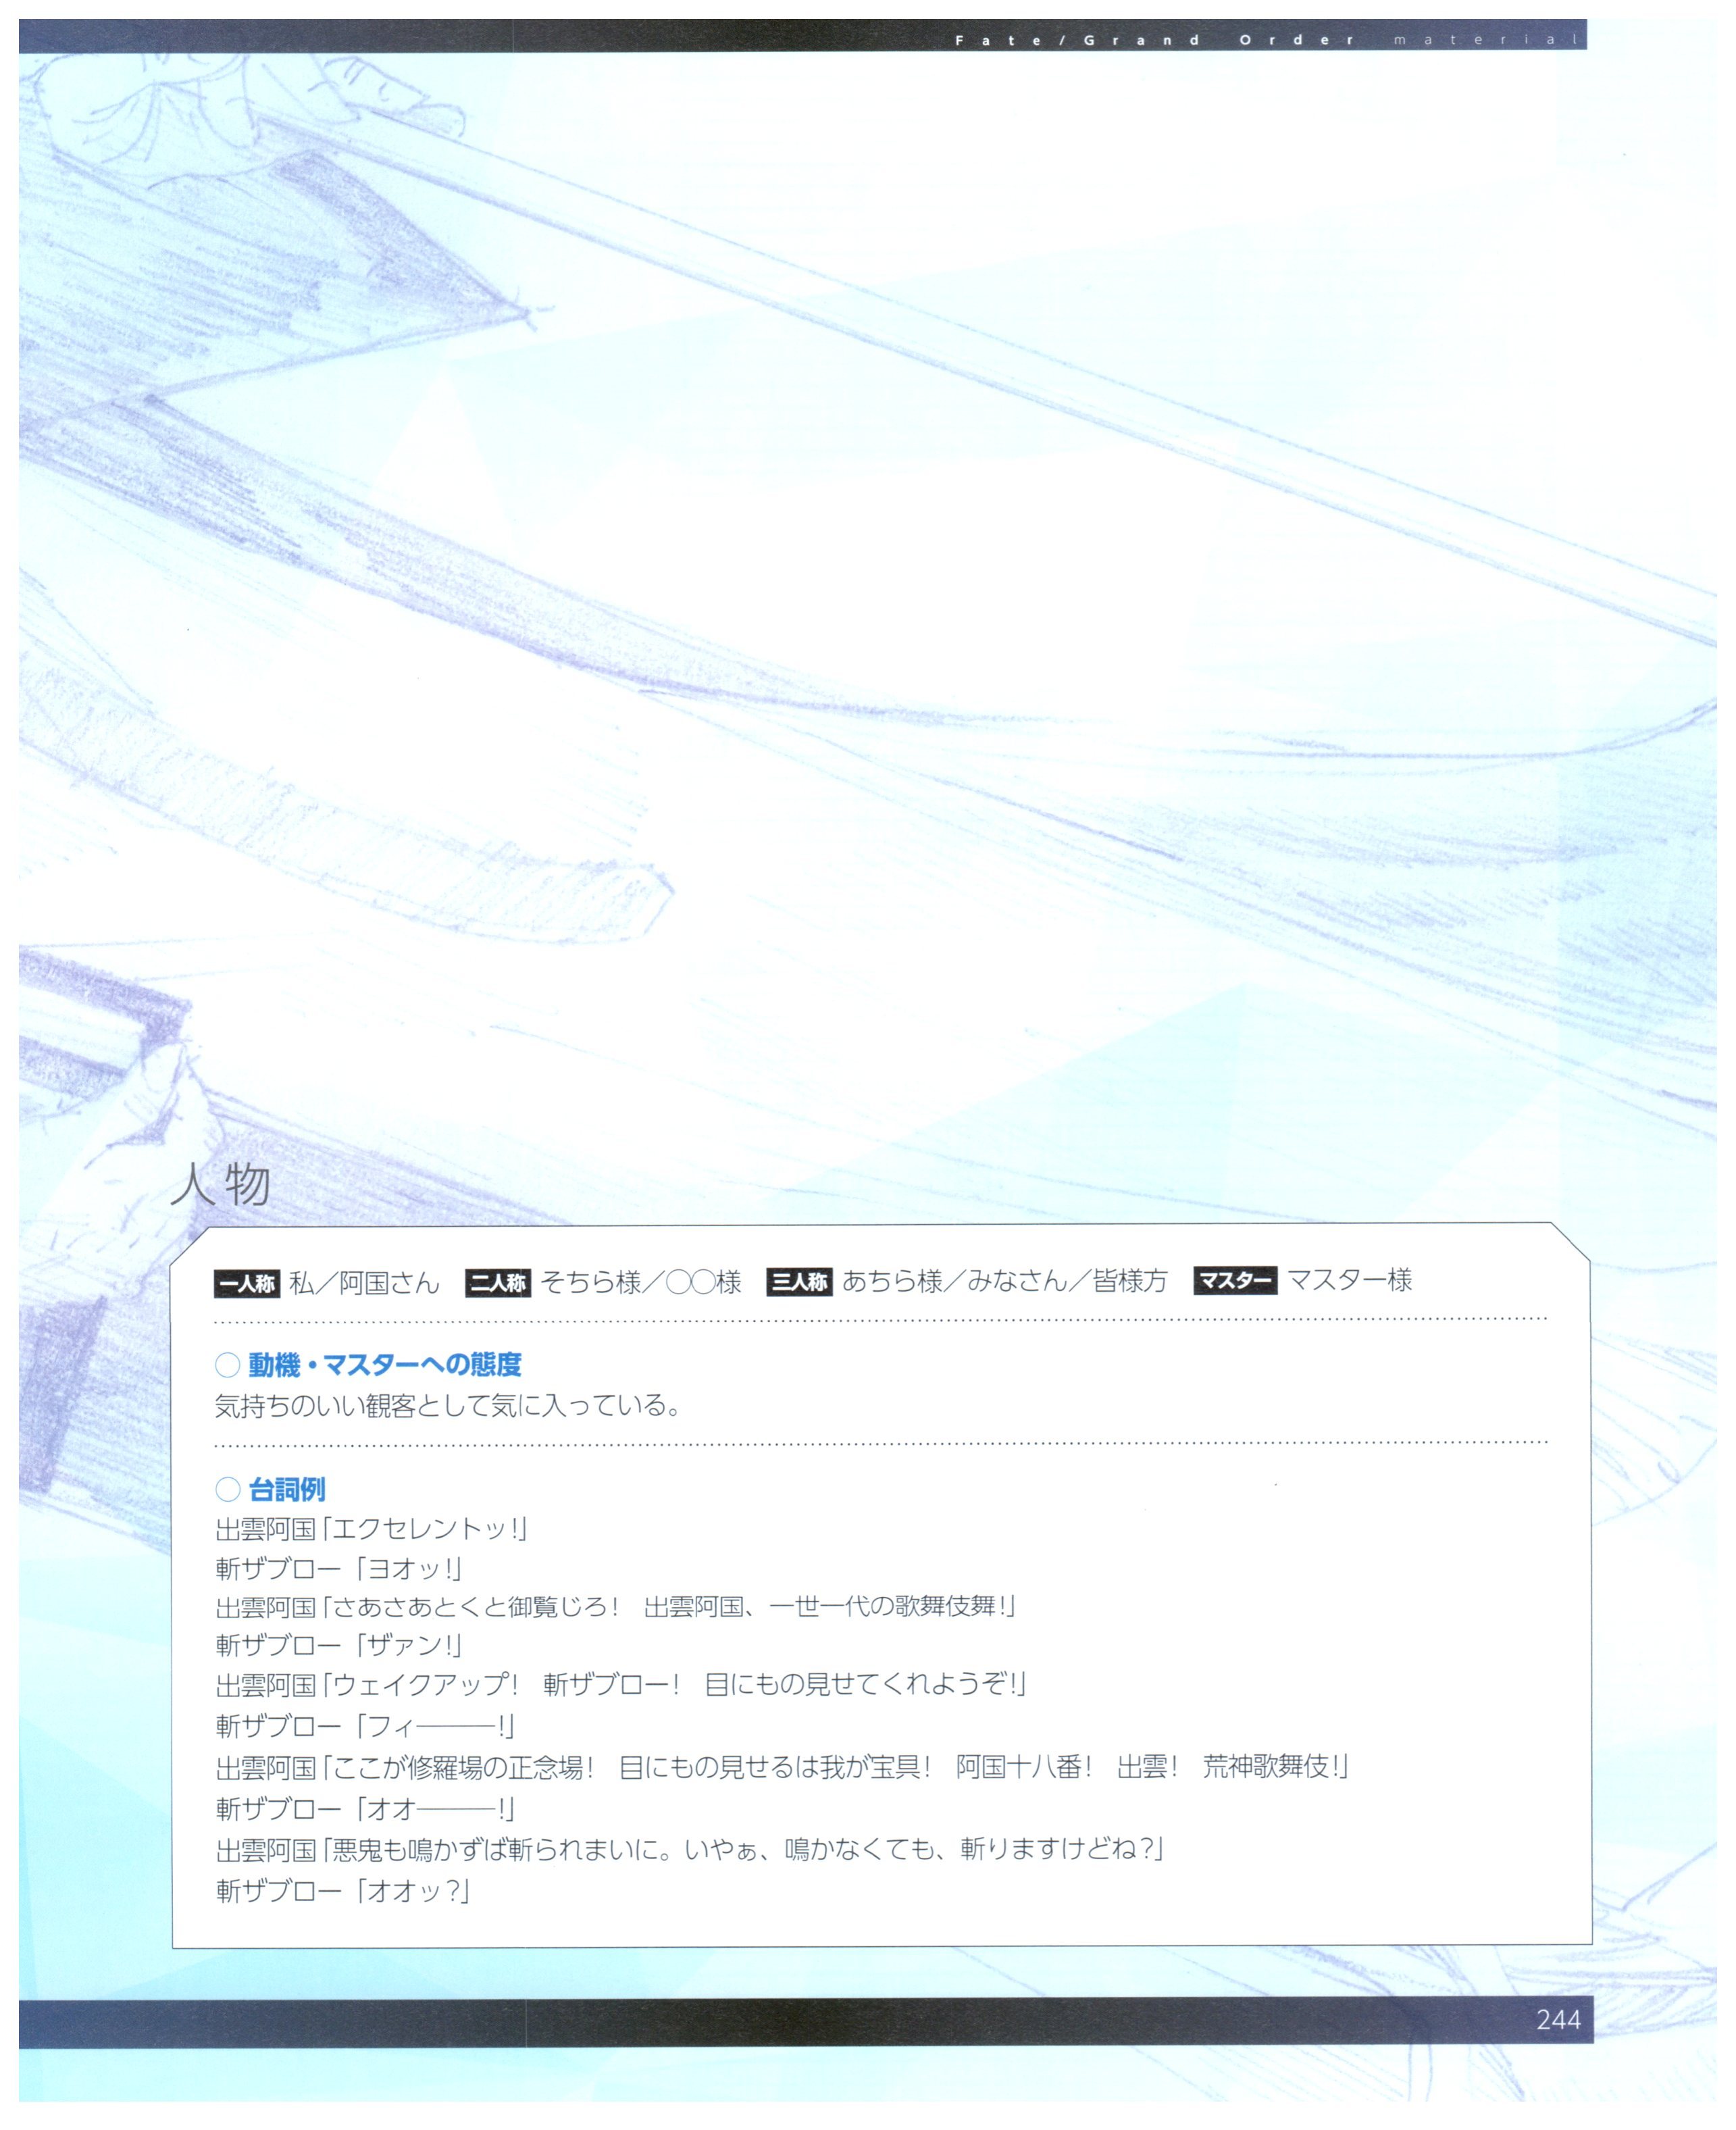 Fate/Grand Order material
人物
一人称 私／阿国さん 二人称 そちら様／○○様 三人称 あちら様／みなさん／皆様方 マスター マスター様
○ 動機・マスターへの態度
気持ちのいい観客として気に入っている。
○ 台詞例
出雲阿国「エクセレントッ！」
斬ザブロー「ヨオッ！」
出雲阿国「さあさあとくと御覧じろ！　出雲阿国、一世一代の歌舞伎舞！」
斬ザブロー「ザァン！」
出雲阿国「ウェイクアップ！　斬ザブロー！　目にもの見せてくれようぞ！」
斬ザブロー「フィ―――！」
出雲阿国「ここが修羅場の正念場！　目にもの見せるは我が宝具！　阿国十八番！　出雲！　荒神歌舞伎！」
斬ザブロー「オオ―――！」
出雲阿国「悪鬼も鳴かずば斬られまいに。いやぁ、鳴かなくても、斬りますけどね？」
斬ザブロー「オオッ？」
244